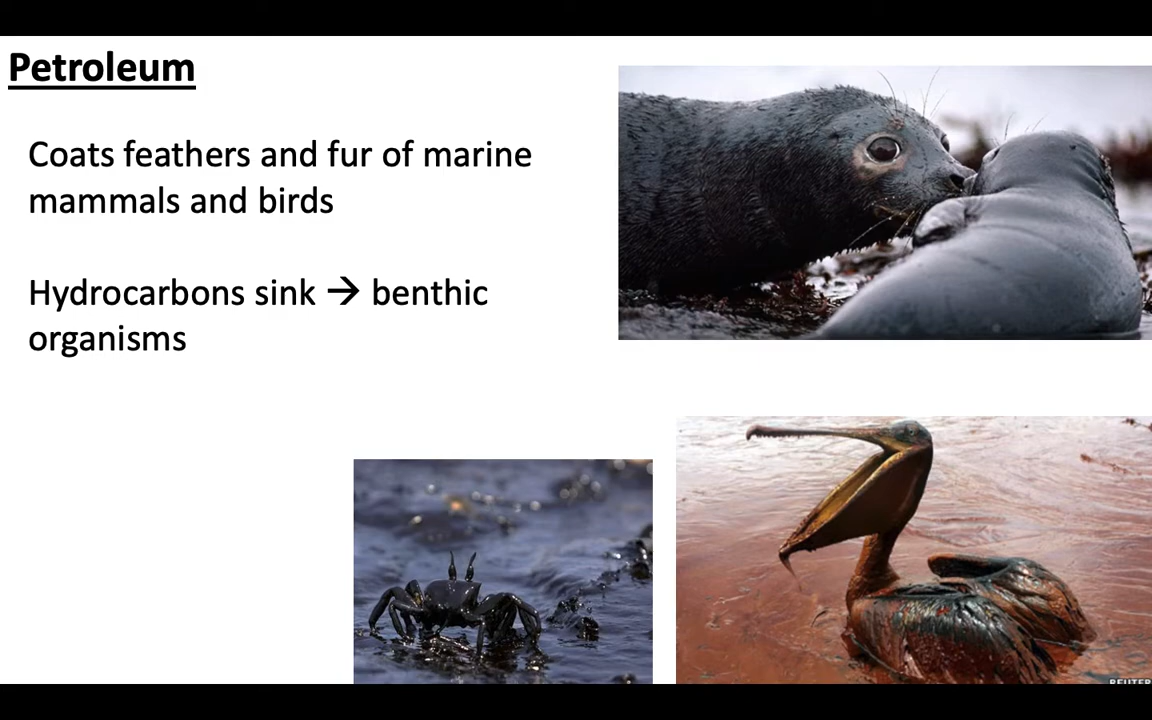 Petroleum
Coats feathers and fur of marine
mammals and birds
Hydrocarbons sink → benthic
organisms